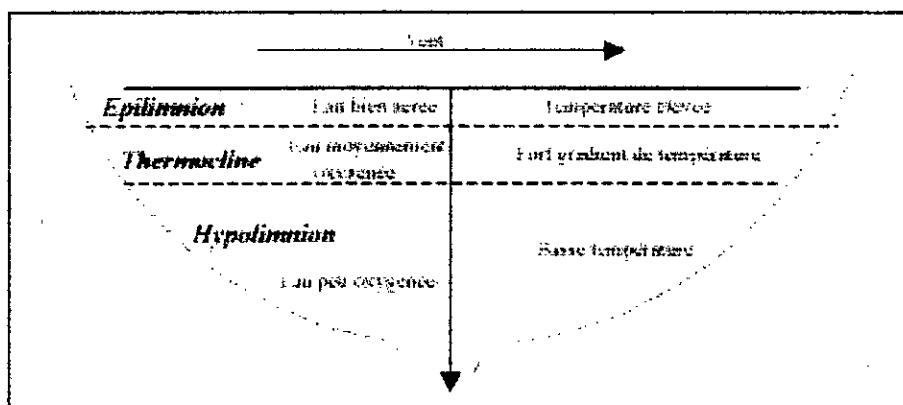 Vent
Epilimnion Eau bien aérée Température élevée
Thermocline Eau moyennement oxygénée Fort gradient de température
Hypolimnion Basse température
Eau peu oxygénée
z